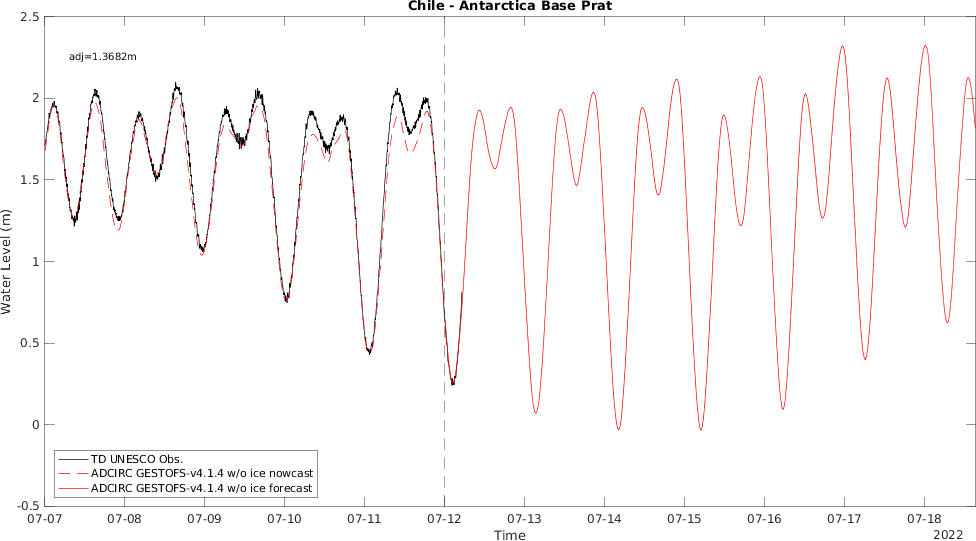 Chile - Antarctica Base Prat
2.5
adj=1.3682m
2
1.5
Water Level (m)
1
0.5
0
TD UNESCO Obs.
ADCIRC GESTOFS-v4.1.4 w/o ice nowcast
ADCIRC GESTOFS-v4.1.4 w/o ice forecast
-0.5
07-07 07-08 07-09 07-10 07-11 07-12 07-13 07-14 07-15 07-16 07-17 07-18
Time
2022